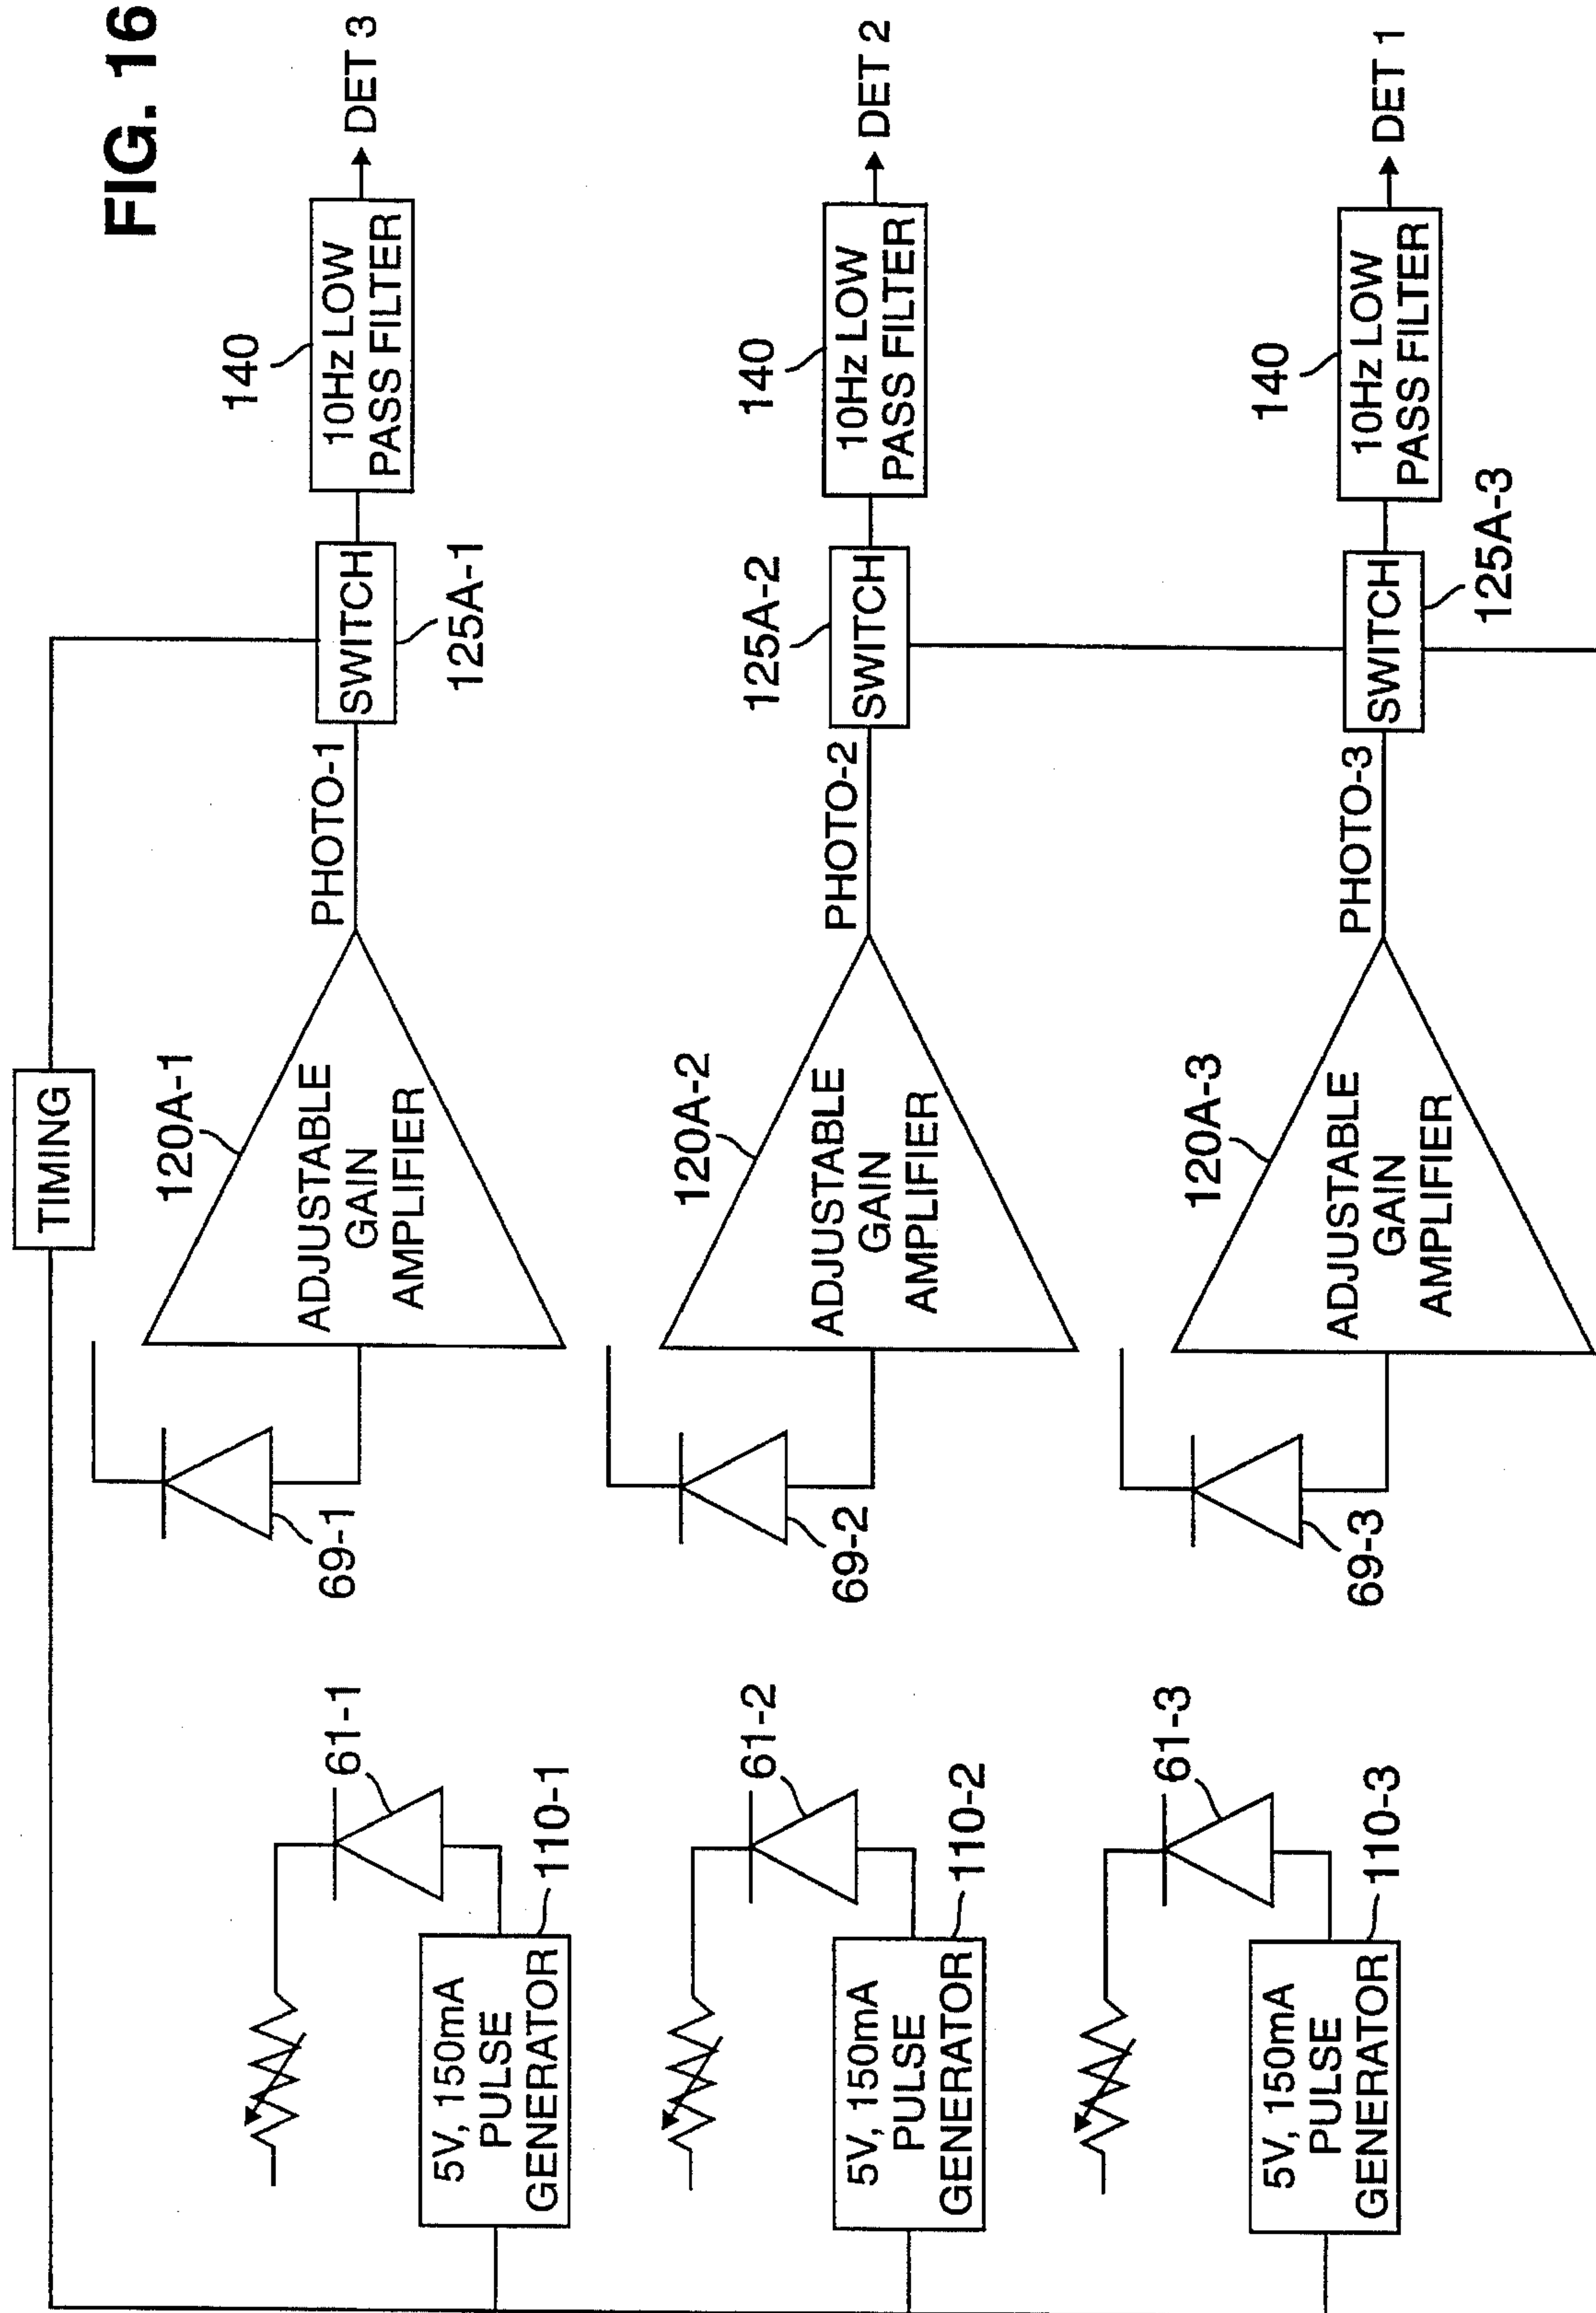 FIG. 16
TIMING
61-1
5V, 150mA
PULSE
GENERATOR
110-1
69-1
120A-1
ADJUSTABLE
GAIN
AMPLIFIER
PHOTO-1
SWITCH
125A-1
140
10Hz LOW
PASS FILTER
DET 3
61-2
5V, 150mA
PULSE
GENERATOR
110-2
69-2
120A-2
ADJUSTABLE
GAIN
AMPLIFIER
PHOTO-2
SWITCH
125A-2
140
10Hz LOW
PASS FILTER
DET 2
61-3
5V, 150mA
PULSE
GENERATOR
110-3
69-3
120A-3
ADJUSTABLE
GAIN
AMPLIFIER
PHOTO-3
SWITCH
125A-3
140
10Hz LOW
PASS FILTER
DET 1